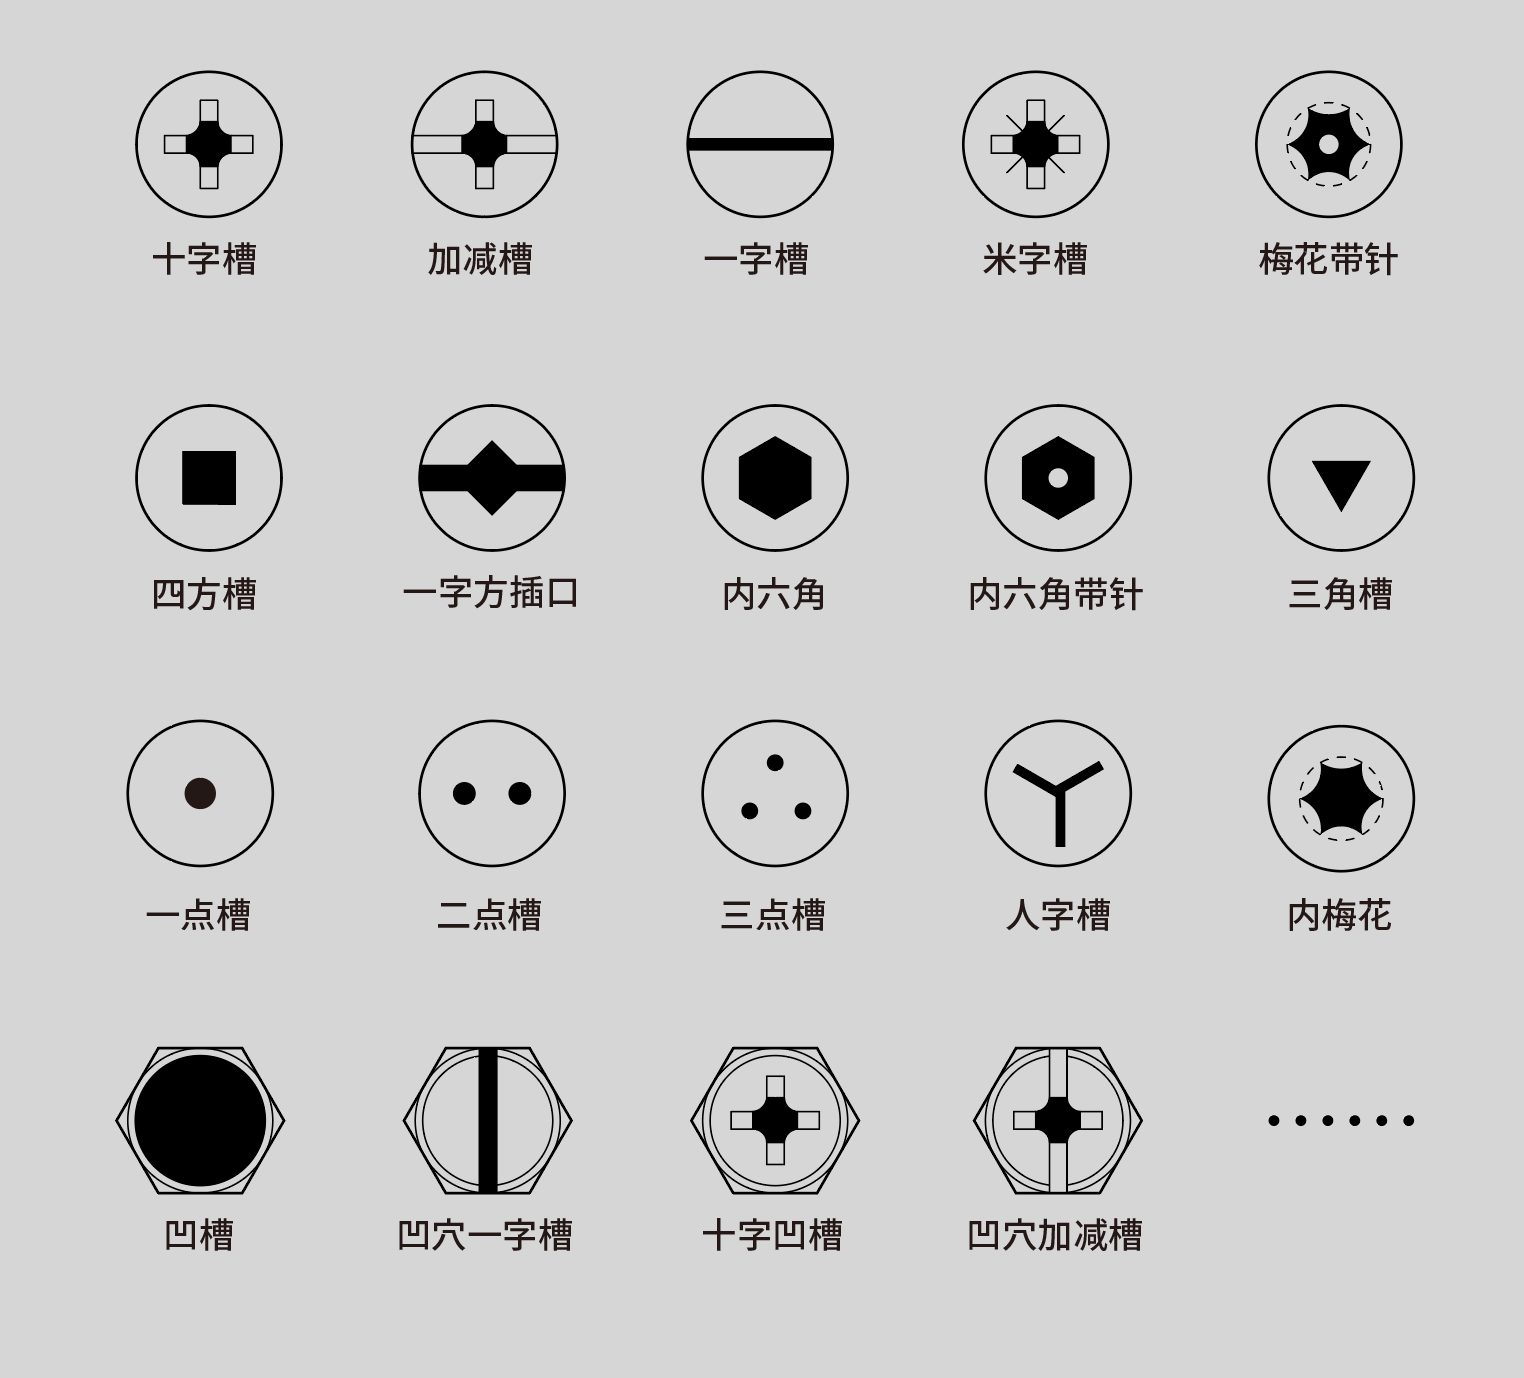 十字槽
加减槽
一字槽
米字槽
梅花带针
四方槽
一字方插口
内六角
内六角带针
三角槽
一点槽
二点槽
三点槽
人字槽
内梅花
凹槽
凹穴一字槽
十字凹槽
凹穴加减槽